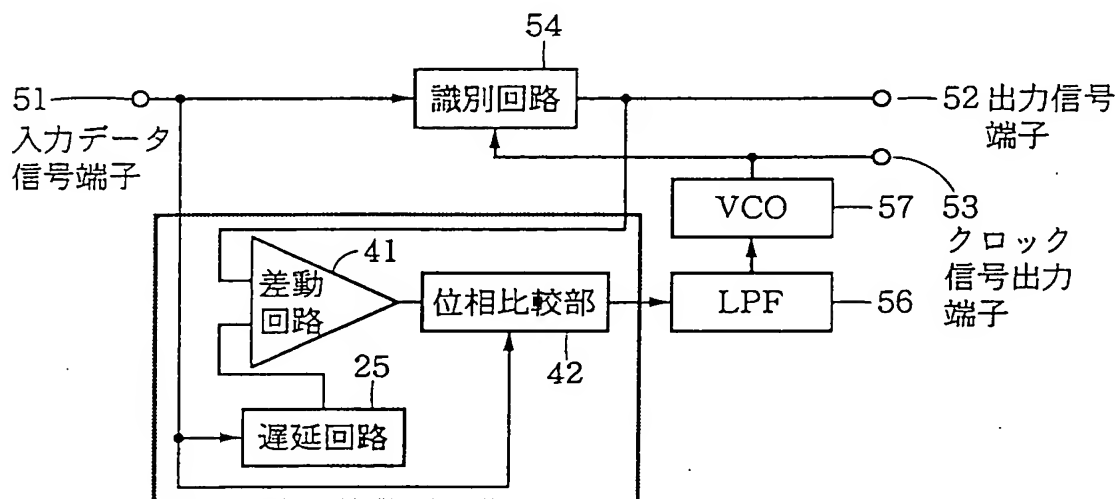 54
51
識別回路
52 出力信号
端子
入力データ
信号端子
VCO
57
53
クロック
信号出力
端子
41
差動
回路
位相比較部
LPF
56
42
25
遅延回路